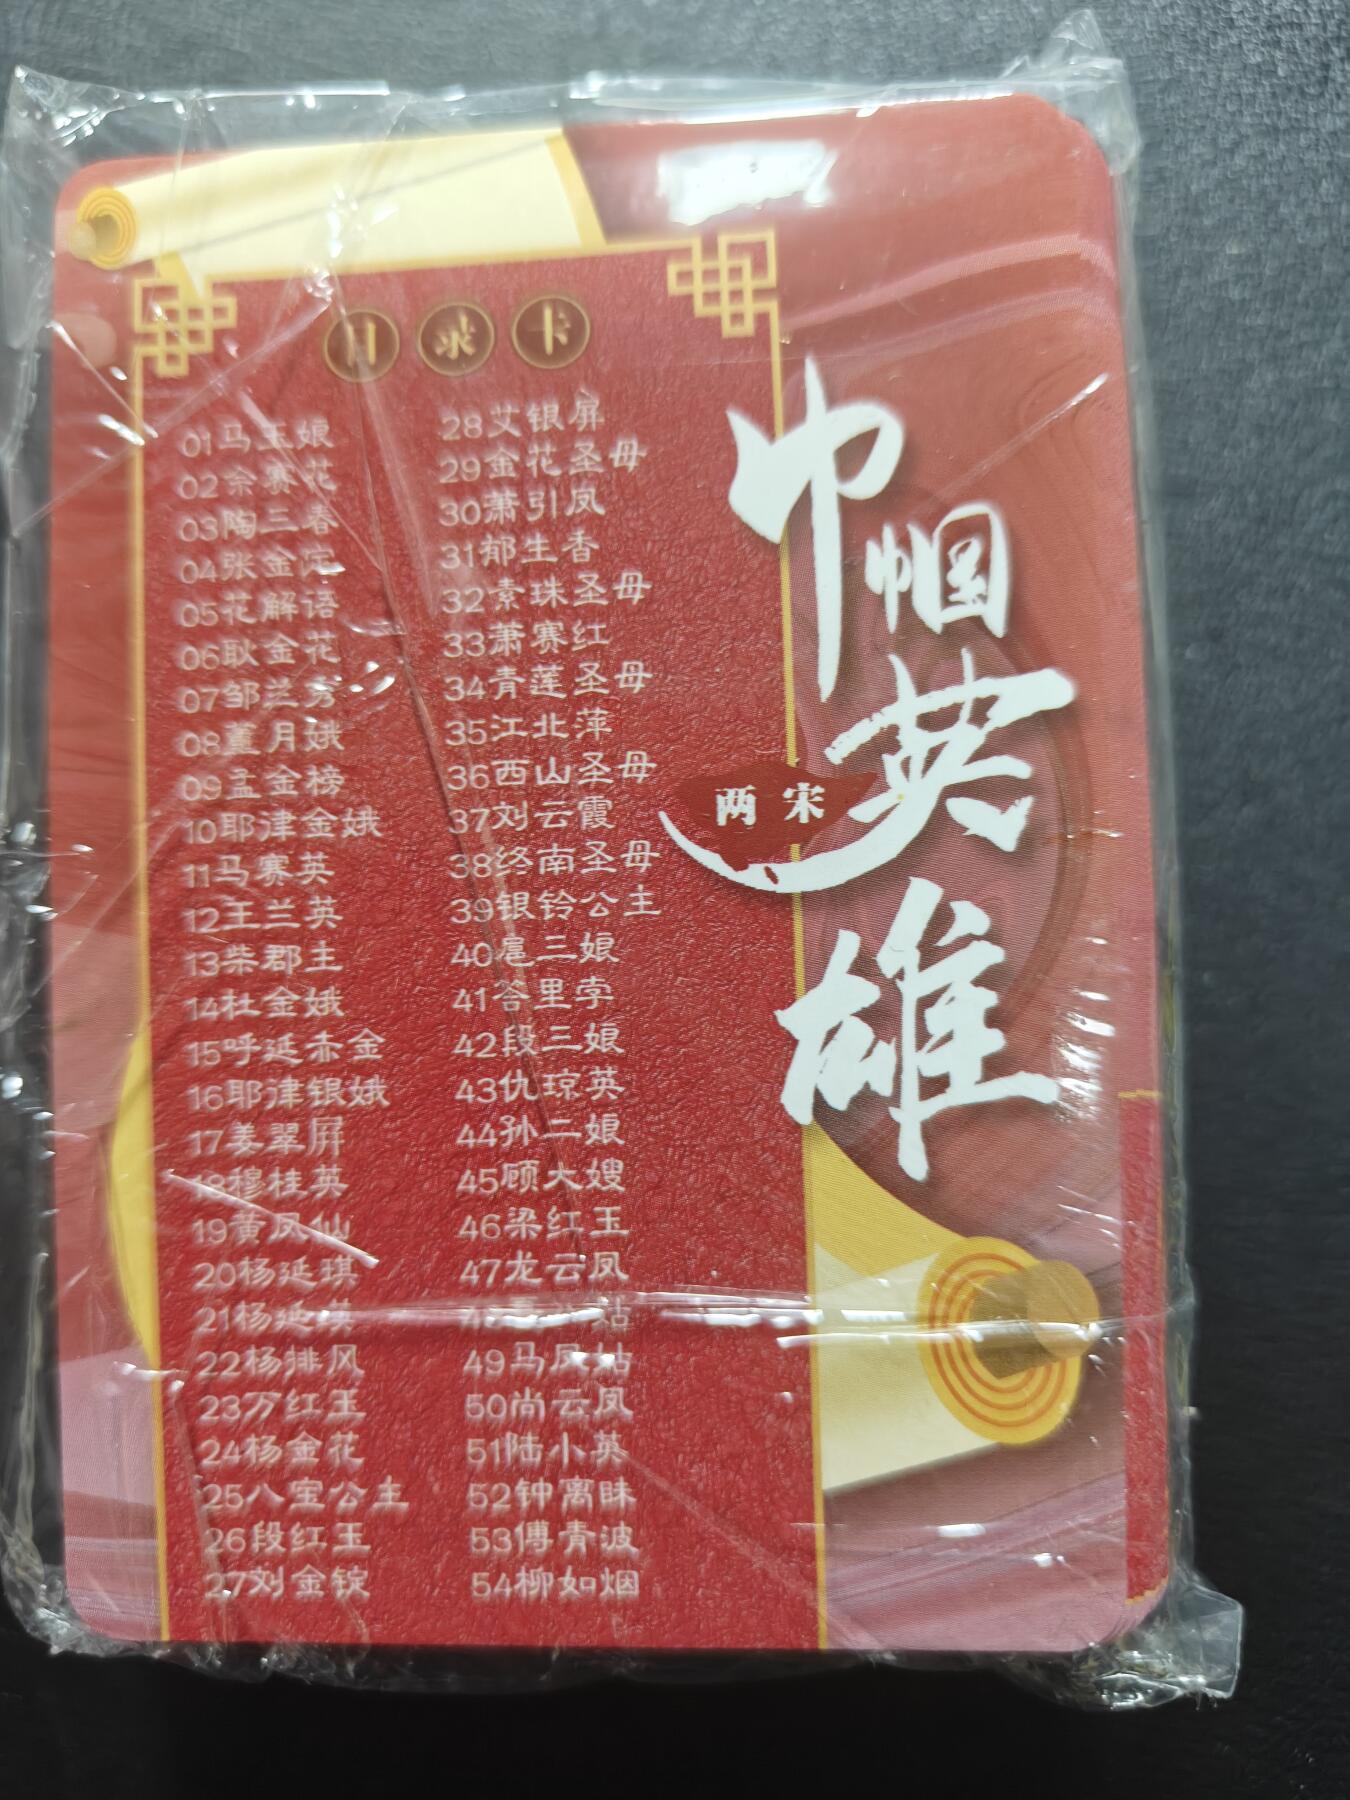 目录卡
01马玉娘
02佘赛花
03陶三春
04张金定
05花解语
06耿金花
07邹兰秀
08董月娥
09孟金榜
10耶津金娥
11马赛英
12王兰英
13柴郡主
14杜金娥
15呼延赤金
16耶津银娥
17姜翠屏
18穆桂英
19黄凤仙
20杨延琪
21杨延瑛
22杨排风
23万红玉
24杨金花
25八宝公主
26段红玉
27刘金锭
28艾银屏
29金花圣母
30萧引凤
31郁生香
32素珠圣母
33萧赛红
34青莲圣母
35江北萍
36西山圣母
37刘云霞
38终南圣母
39银铃公主
40扈三娘
41答里孛
42段三娘
43仇琼英
44孙二娘
45顾大嫂
46梁红玉
47龙云凤
姑
49马凤姑
50尚云凤
51陆小英
52钟离眜
53傅青波
54柳如烟
巾帼英雄
两宋